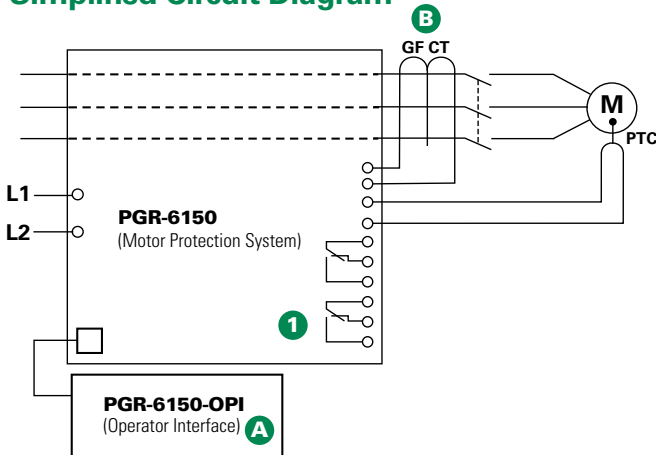 Simplified Circuit Diagram
B
GF CT
M
PTC
L1
L2
PGR-6150
(Motor Protection System)
1
PGR-6150-OPI
(Operator Interface) A